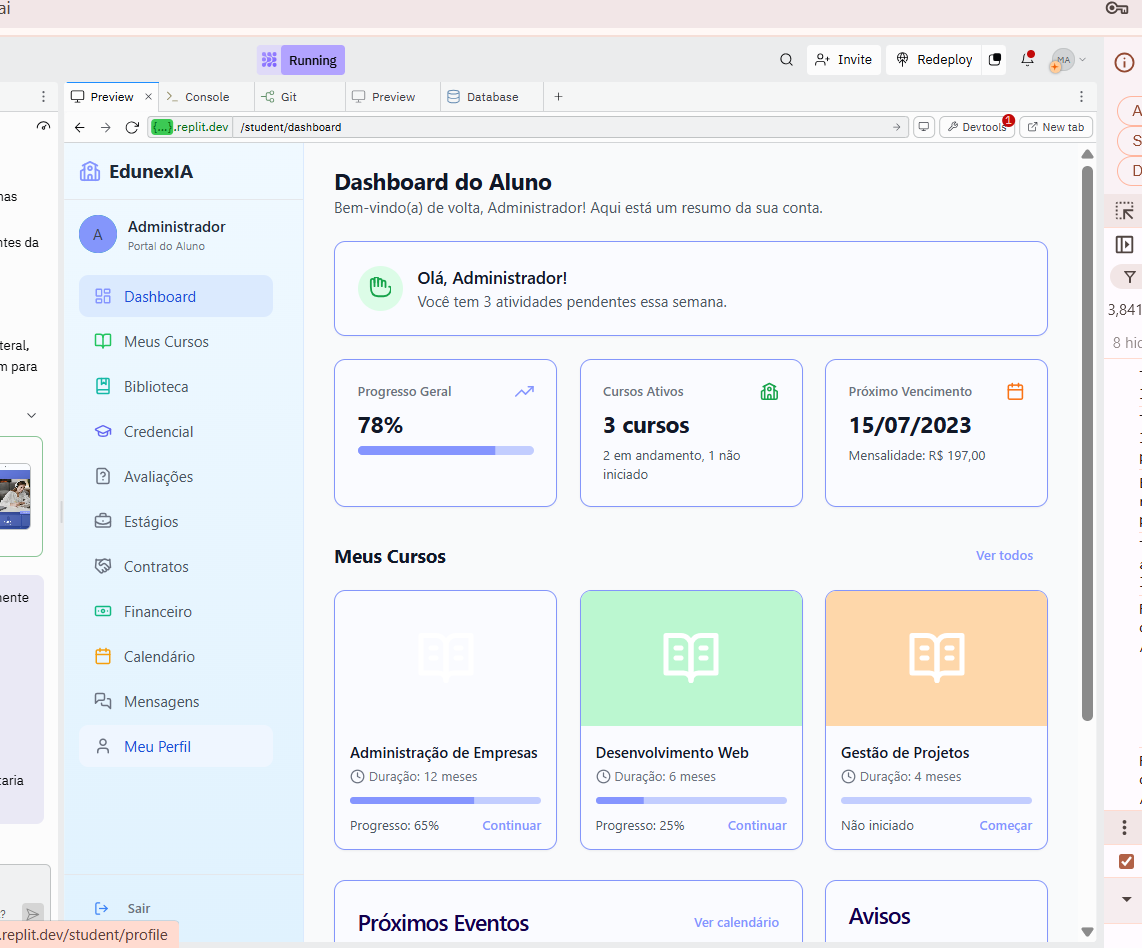 ai
Running
Invite
Redeploy
MA
Preview
Console
Git
Preview
Database
{...}.replit.dev
/student/dashboard
Devtools
1
New tab
EdunexIA
Dashboard do Aluno
Bem-vindo(a) de volta, Administrador! Aqui está um resumo da sua conta.
A
Administrador
Portal do Aluno
Dashboard
Meus Cursos
Biblioteca
Credencial
Avaliações
Estágios
Contratos
Financeiro
Calendário
Mensagens
Meu Perfil
Sair
Olá, Administrador!
Você tem 3 atividades pendentes essa semana.
Progresso Geral
78%
Cursos Ativos
3 cursos
2 em andamento, 1 não
iniciado
Próximo Vencimento
15/07/2023
Mensalidade: R$ 197,00
Meus Cursos
Ver todos
Administração de Empresas
Duração: 12 meses
Progresso: 65%
Continuar
Desenvolvimento Web
Duração: 6 meses
Progresso: 25%
Continuar
Gestão de Projetos
Duração: 4 meses
Não iniciado
Começar
Próximos Eventos
Ver calendário
Avisos
nas
ntes da
teral,
m para
nente
taria
?
.replit.dev/student/profile
A
S
D
3,841
8 hid